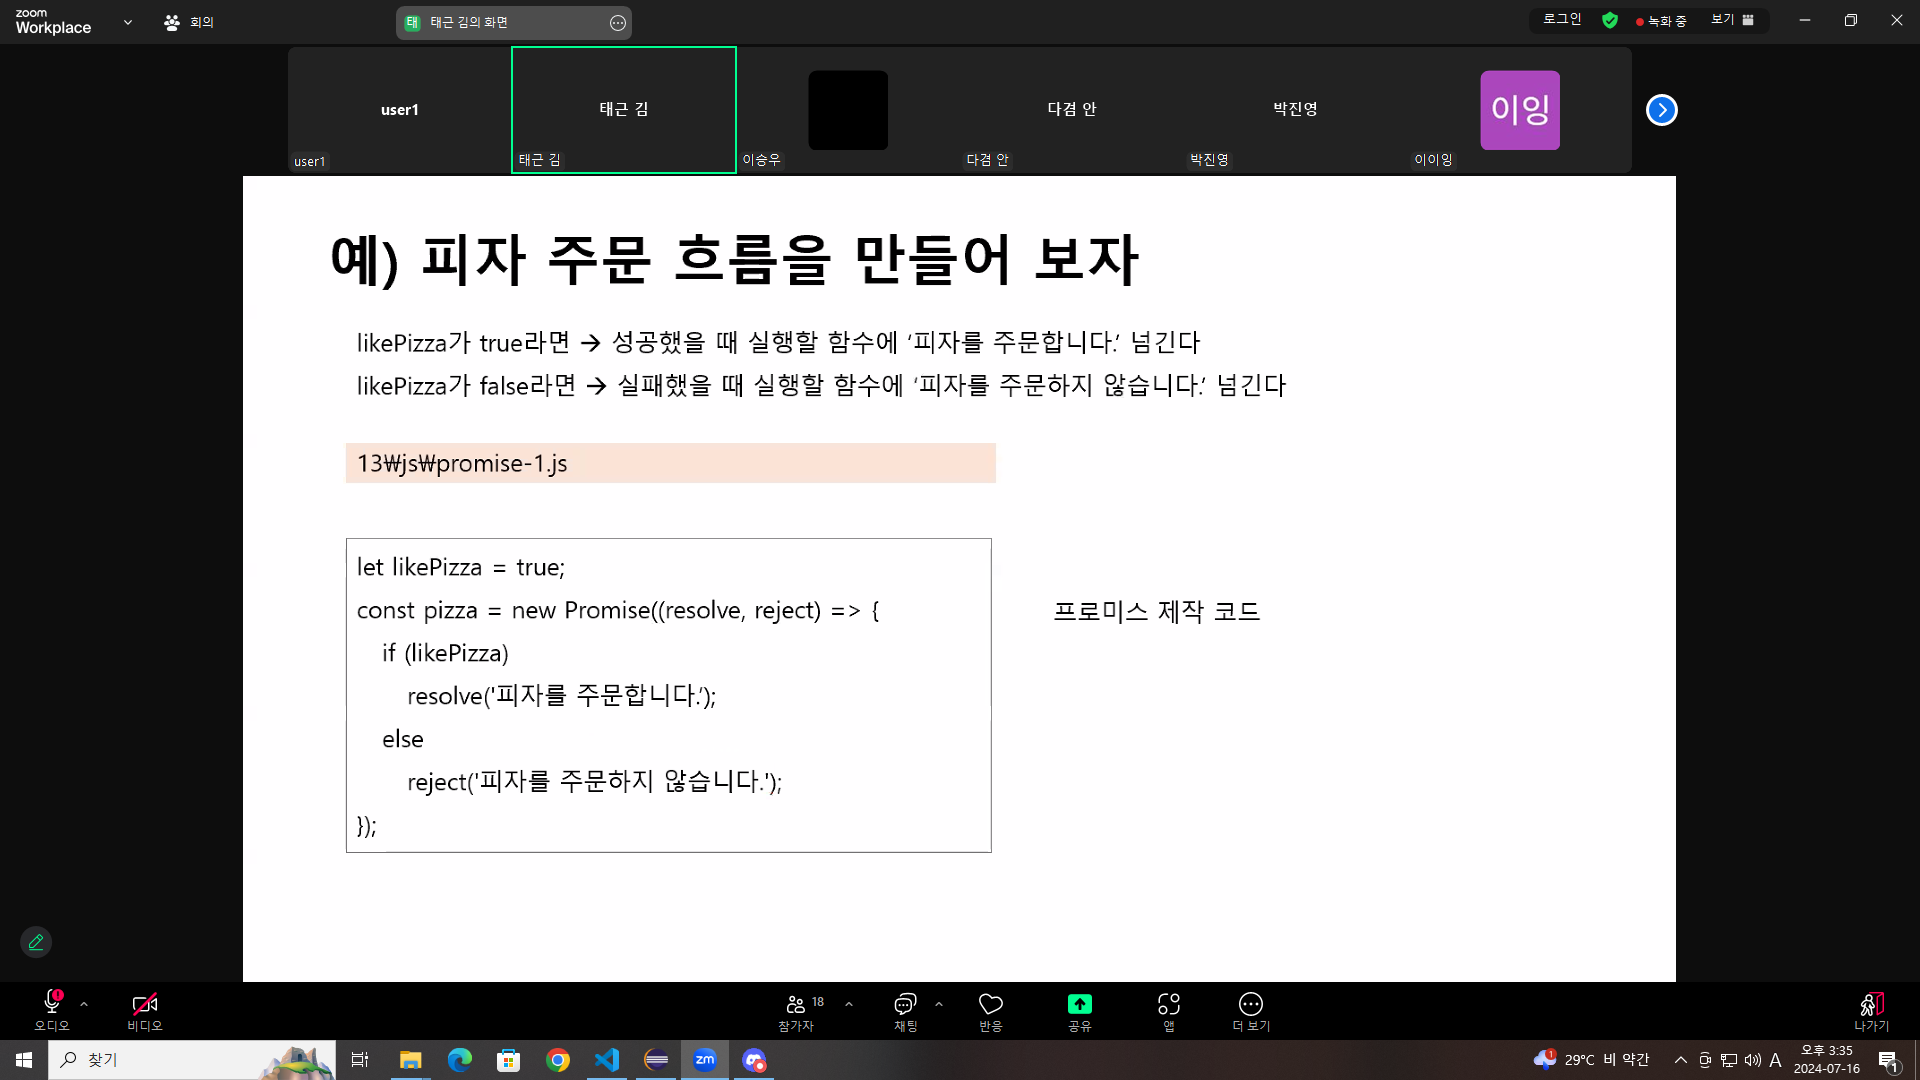 zoom
Workplace
회의
태
태근 김의 화면
로그인
녹화 중
보기
user1
태근 김
다겸 안
박진영
이잉
user1
태근 김
이승우
다겸 안
박진영
이이잉
예) 피자 주문 흐름을 만들어 보자
likePizza가 true라면 → 성공했을 때 실행할 함수에 ‘피자를 주문합니다.’ 넘긴다
likePizza가 false라면 → 실패했을 때 실행할 함수에 ‘피자를 주문하지 않습니다.’ 넘긴다
13₩js₩promise-1.js
let likePizza = true;
const pizza = new Promise((resolve, reject) => {
if (likePizza)
resolve('피자를 주문합니다.');
else
reject('피자를 주문하지 않습니다.');
});
프로미스 제작 코드
오디오
비디오
18
참가자
채팅
반응
공유
앱
더 보기
나가기
찾기
zm
1
29°C 비 약간
A
오후 3:35
2024-07-16
1